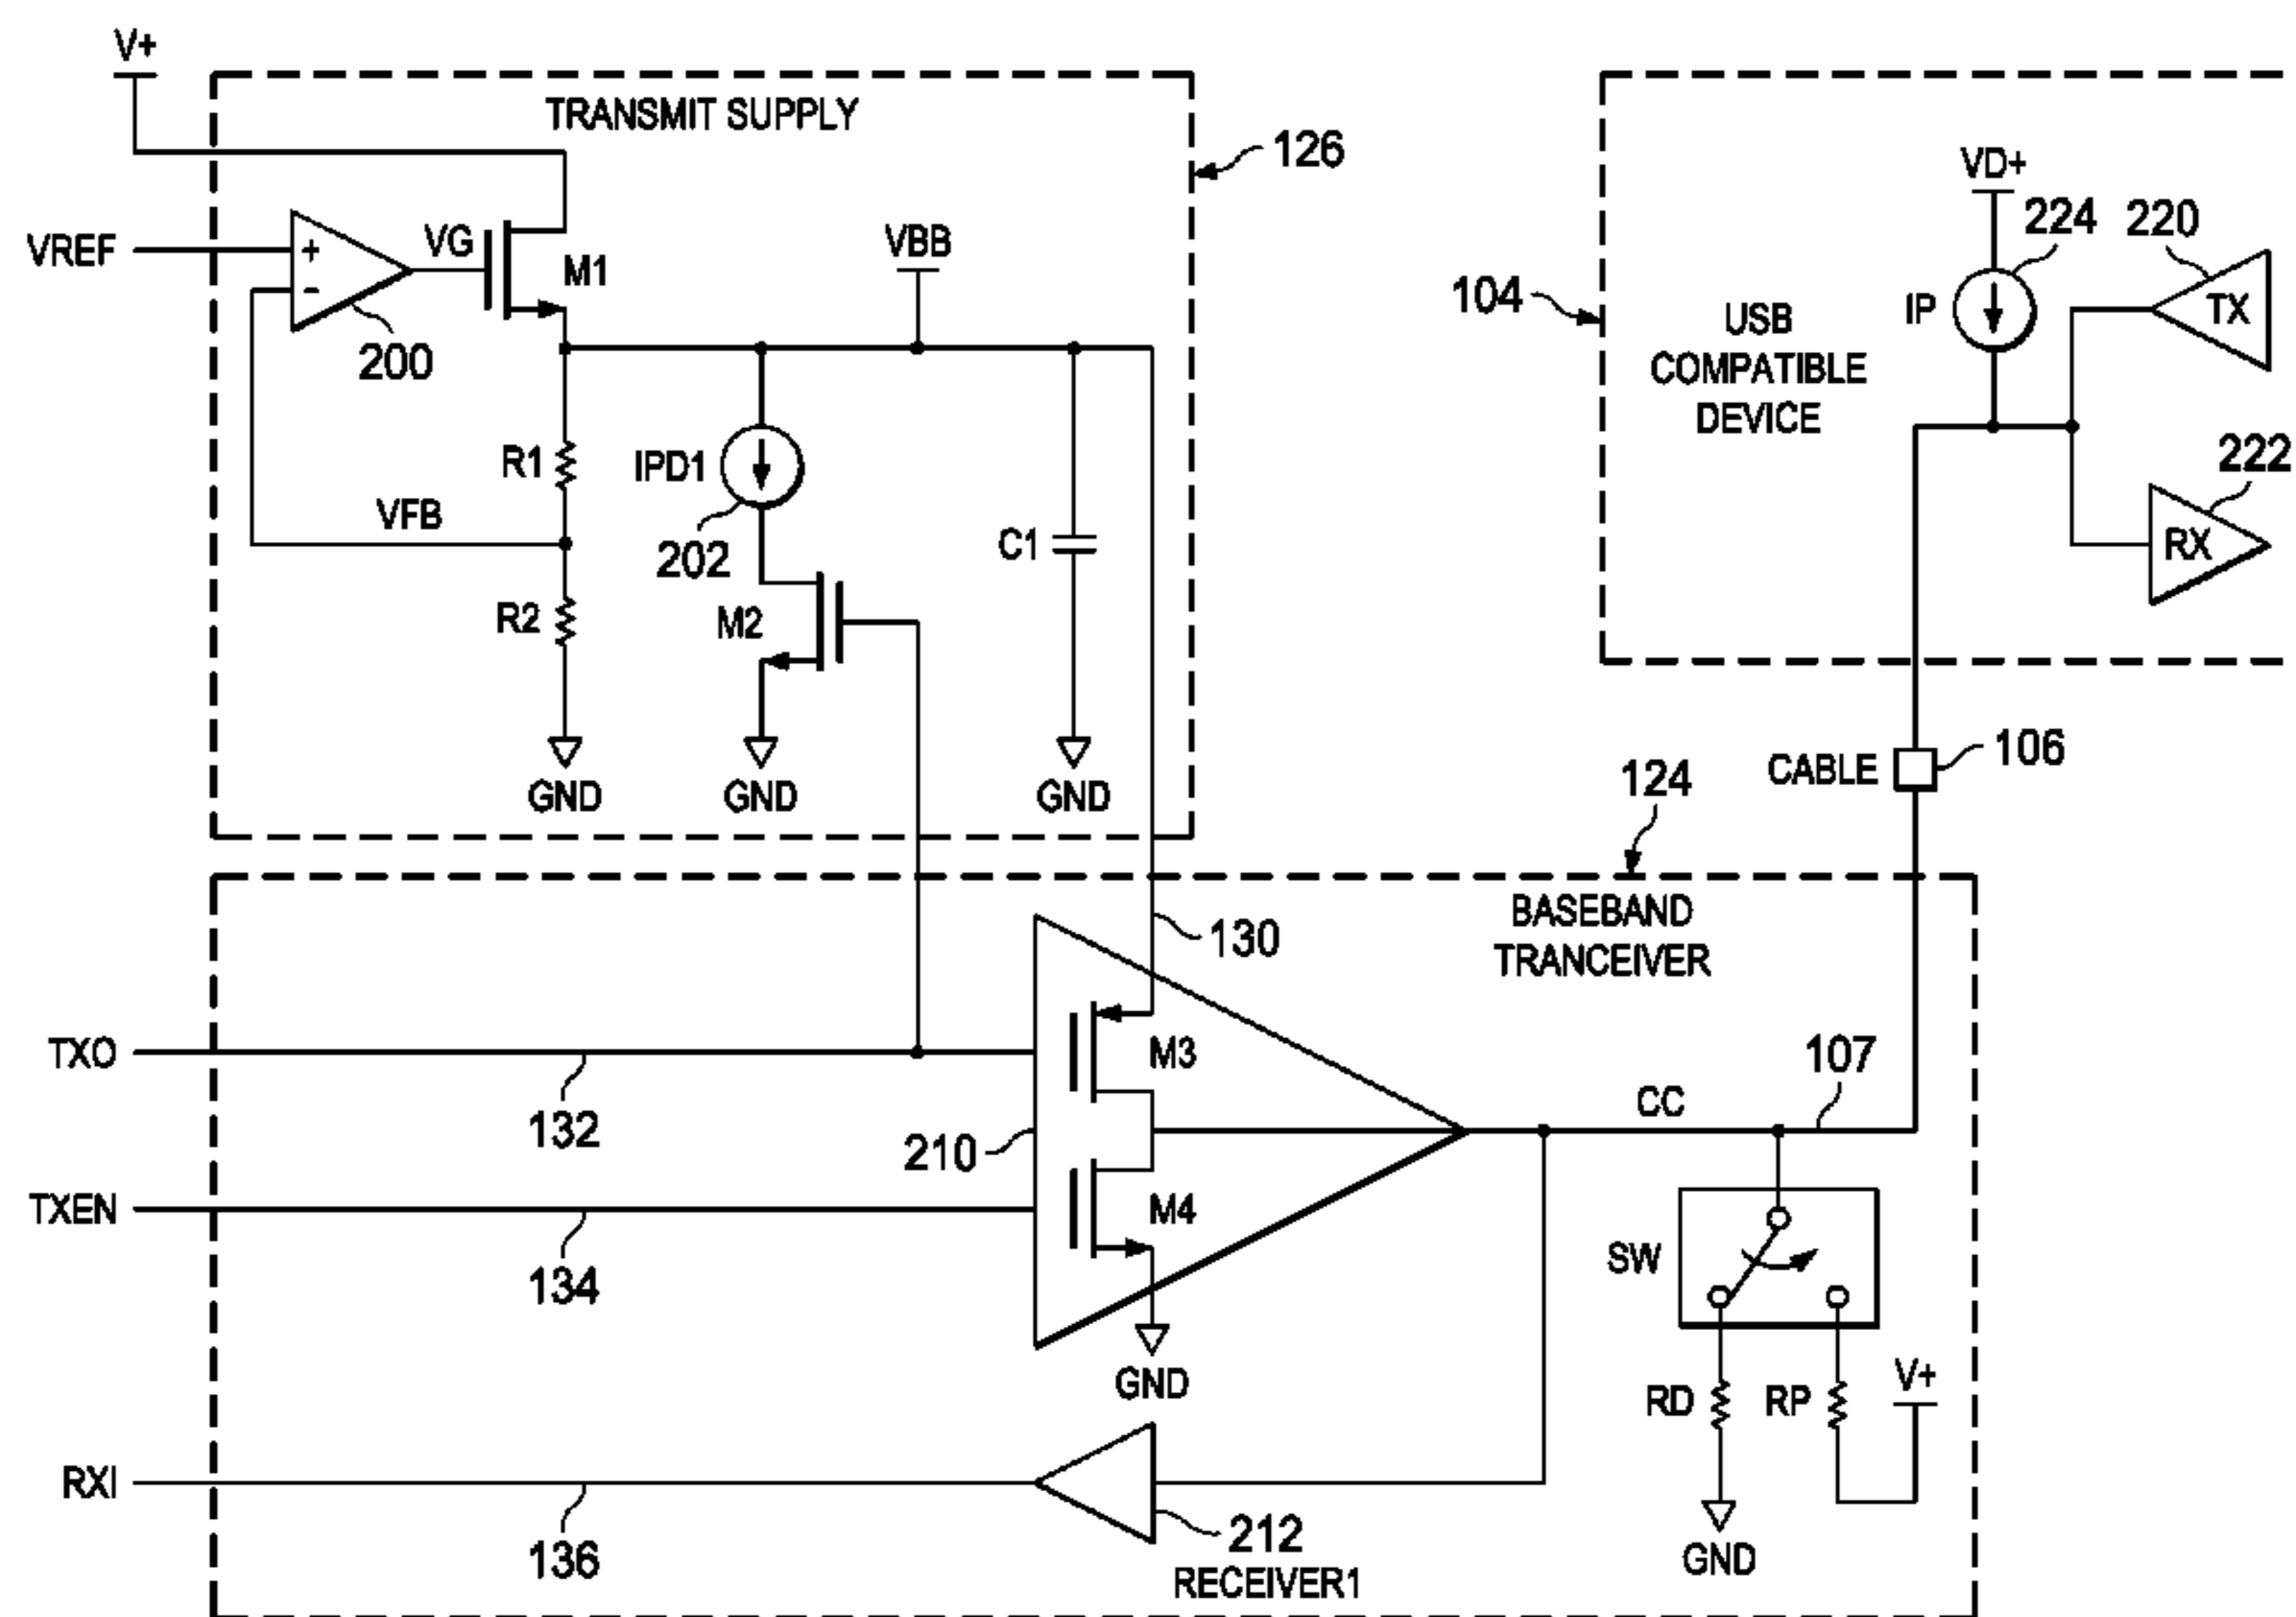 V+
TRANSMIT SUPPLY
126
VREF
+
-
VG
M1
200
VBB
R1
IPD1
202
VFB
C1
R2
M2
GND
GND
GND
104
USB
COMPATIBLE
DEVICE
VD+
224
220
IP
TX
222
RX
CABLE
106
124
BASEBAND
TRANCEIVER
130
TXO
132
M3
210
CC
107
TXEN
134
M4
GND
SW
RD
RP
V+
GND
RXI
136
212
RECEIVER1